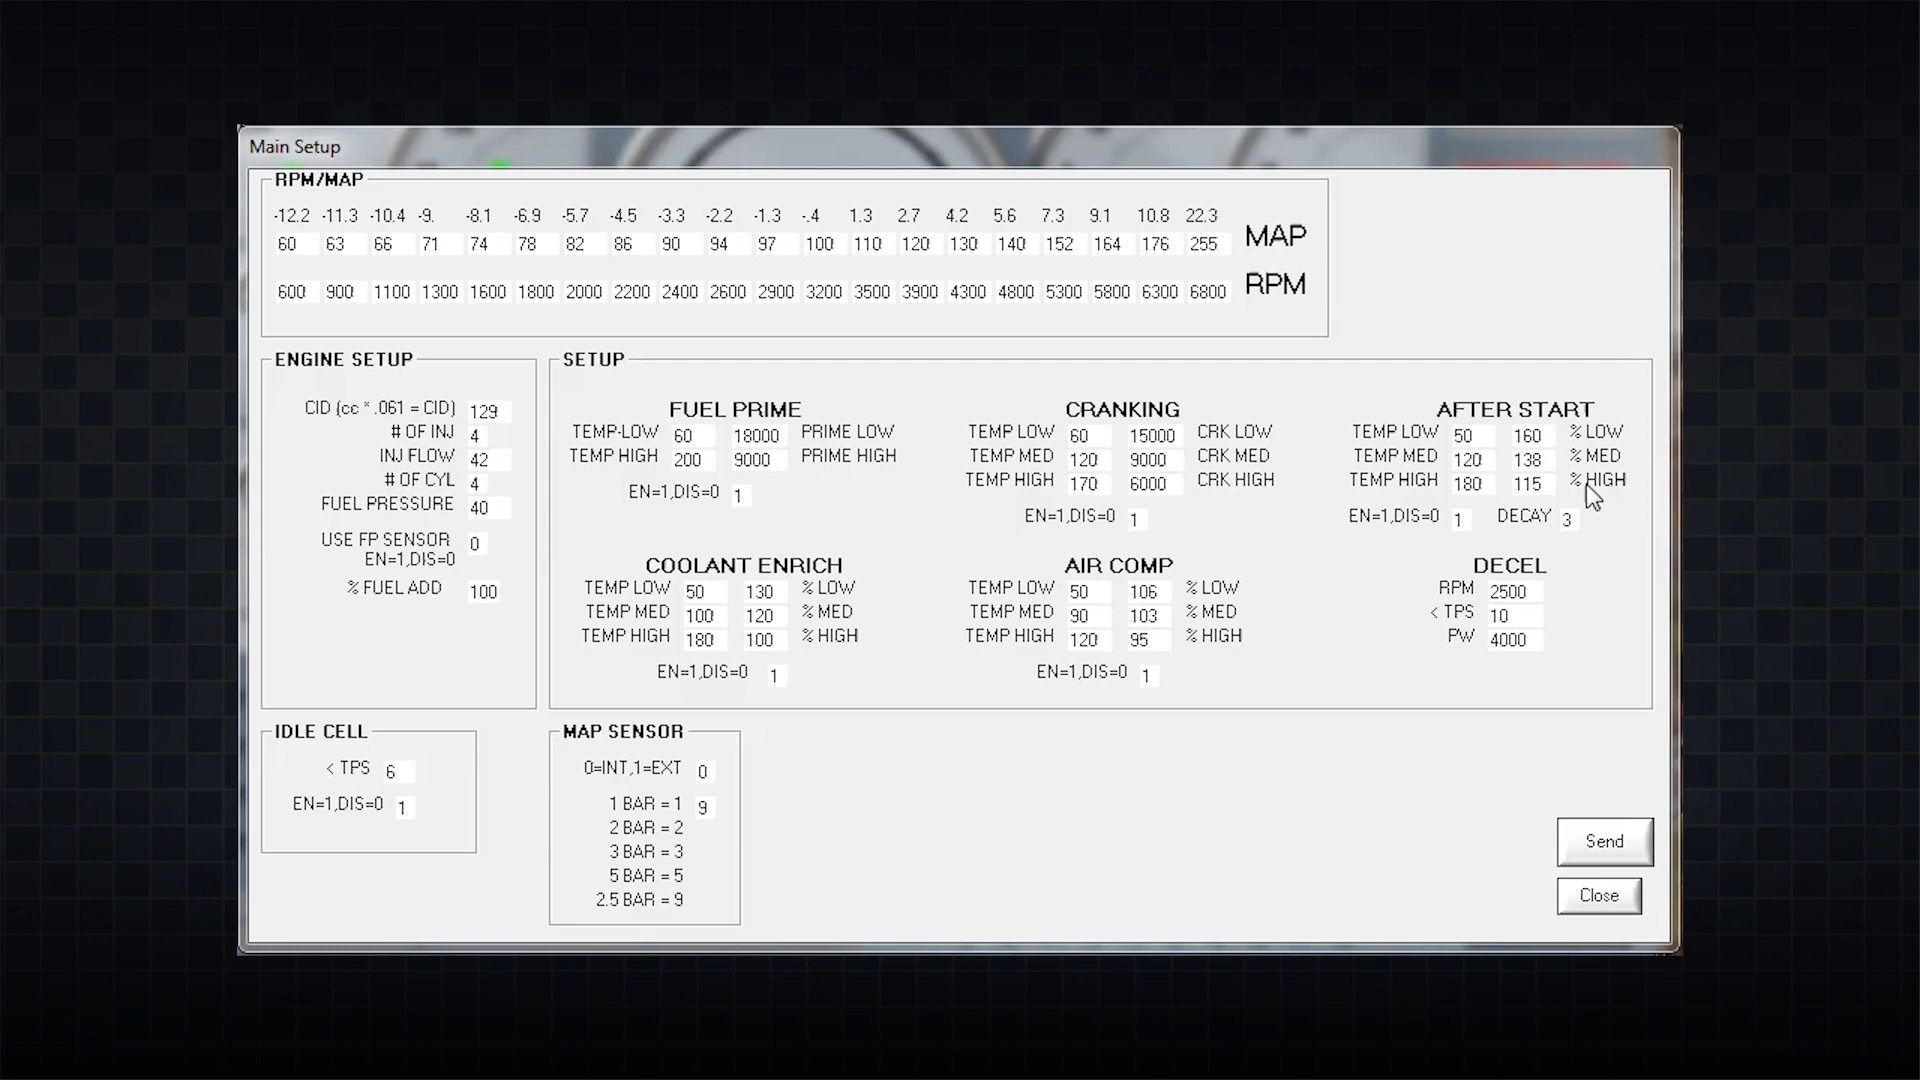 Main Setup
RPM/MAP
-12.2 -11.3 -10.4 -9. -8.1 -6.9 -5.7 -4.5 -3.3 -2.2 -1.3 -.4 1.3 2.7 4.2 5.6 7.3 9.1 10.8 22.3
60 63 66 71 74 78 82 86 90 94 97 100 110 120 130 140 152 164 176 255 MAP
600 900 1100 1300 1600 1800 2000 2200 2400 2600 2900 3200 3500 3900 4300 4800 5300 5800 6300 6800 RPM
ENGINE SETUP
CID (cc * .061 = CID) 129
# OF INJ 4
INJ FLOW 42
# OF CYL 4
FUEL PRESSURE 40
USE FP SENSOR 0
EN=1,DIS=0
% FUEL ADD 100
SETUP
FUEL PRIME
TEMP-LOW 60 18000 PRIME LOW
TEMP HIGH 200 9000 PRIME HIGH
EN=1,DIS=0 1
CRANKING
TEMP LOW 60 15000 CRK LOW
TEMP MED 120 9000 CRK MED
TEMP HIGH 170 6000 CRK HIGH
EN=1,DIS=0 1
AFTER START
TEMP LOW 50 160 % LOW
TEMP MED 120 138 % MED
TEMP HIGH 180 115 % HIGH
EN=1,DIS=0 1 DECAY 3
COOLANT ENRICH
TEMP LOW 50 130 % LOW
TEMP MED 100 120 % MED
TEMP HIGH 180 100 % HIGH
EN=1,DIS=0 1
AIR COMP
TEMP LOW 50 106 % LOW
TEMP MED 90 103 % MED
TEMP HIGH 120 95 % HIGH
EN=1,DIS=0 1
DECEL
RPM 2500
< TPS 10
PW 4000
IDLE CELL
< TPS 6
EN=1,DIS=0 1
MAP SENSOR
0=INT,1=EXT 0
1 BAR = 1 9
2 BAR = 2
3 BAR = 3
5 BAR = 5
2.5 BAR = 9
Send
Close